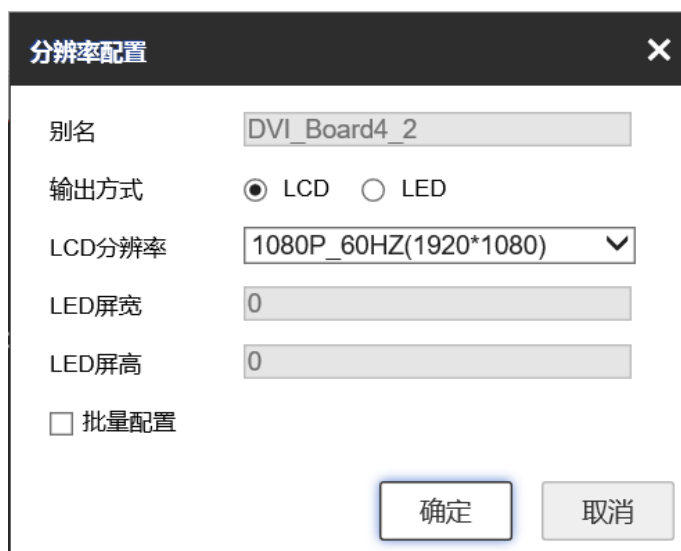 分辨率配置
别名 DVI_Board4_2
输出方式 LCD LED
LCD分辨率 1080P_60HZ(1920*1080)
LED屏宽 0
LED屏高 0
批量配置
确定 取消